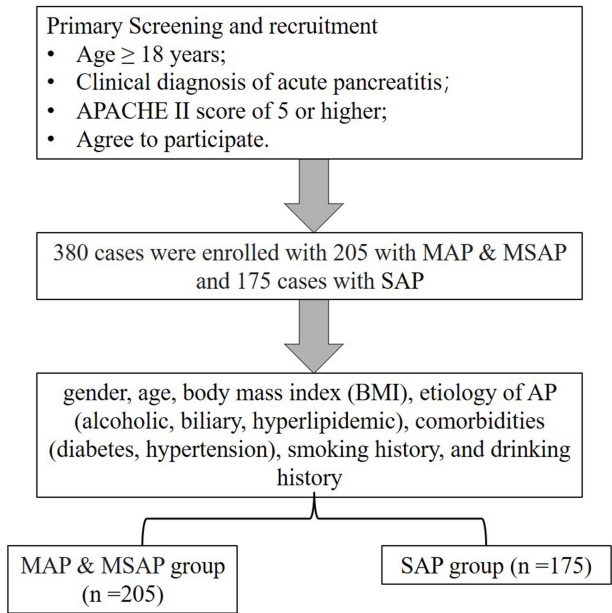 Primary Screening and recruitment
• Age ≥ 18 years;
• Clinical diagnosis of acute pancreatitis;
• APACHE II score of 5 or higher;
• Agree to participate.
380 cases were enrolled with 205 with MAP & MSAP
and 175 cases with SAP
gender, age, body mass index (BMI), etiology of AP
(alcoholic, biliary, hyperlipidemic), comorbidities
(diabetes, hypertension), smoking history, and drinking
history
MAP & MSAP group
(n =205)
SAP group (n =175)